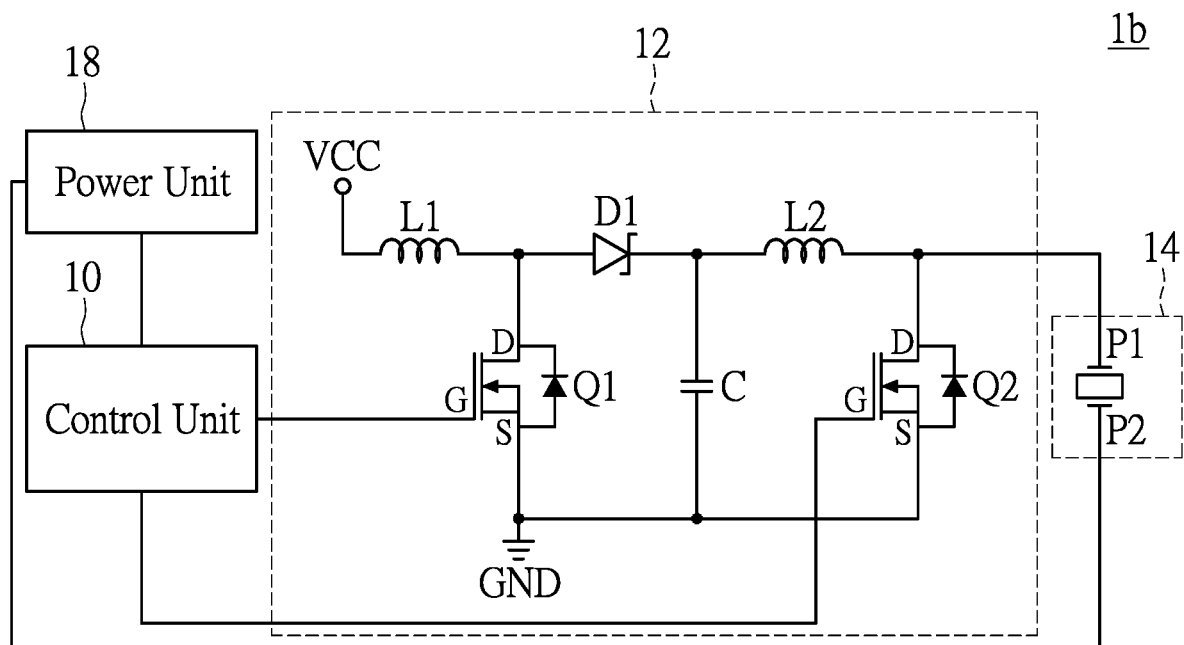 1b
12
18
Power Unit
VCC
L1
D1
L2
14
10
Control Unit
D
G
S
Q1
C
D
G
S
Q2
P1
P2
GND